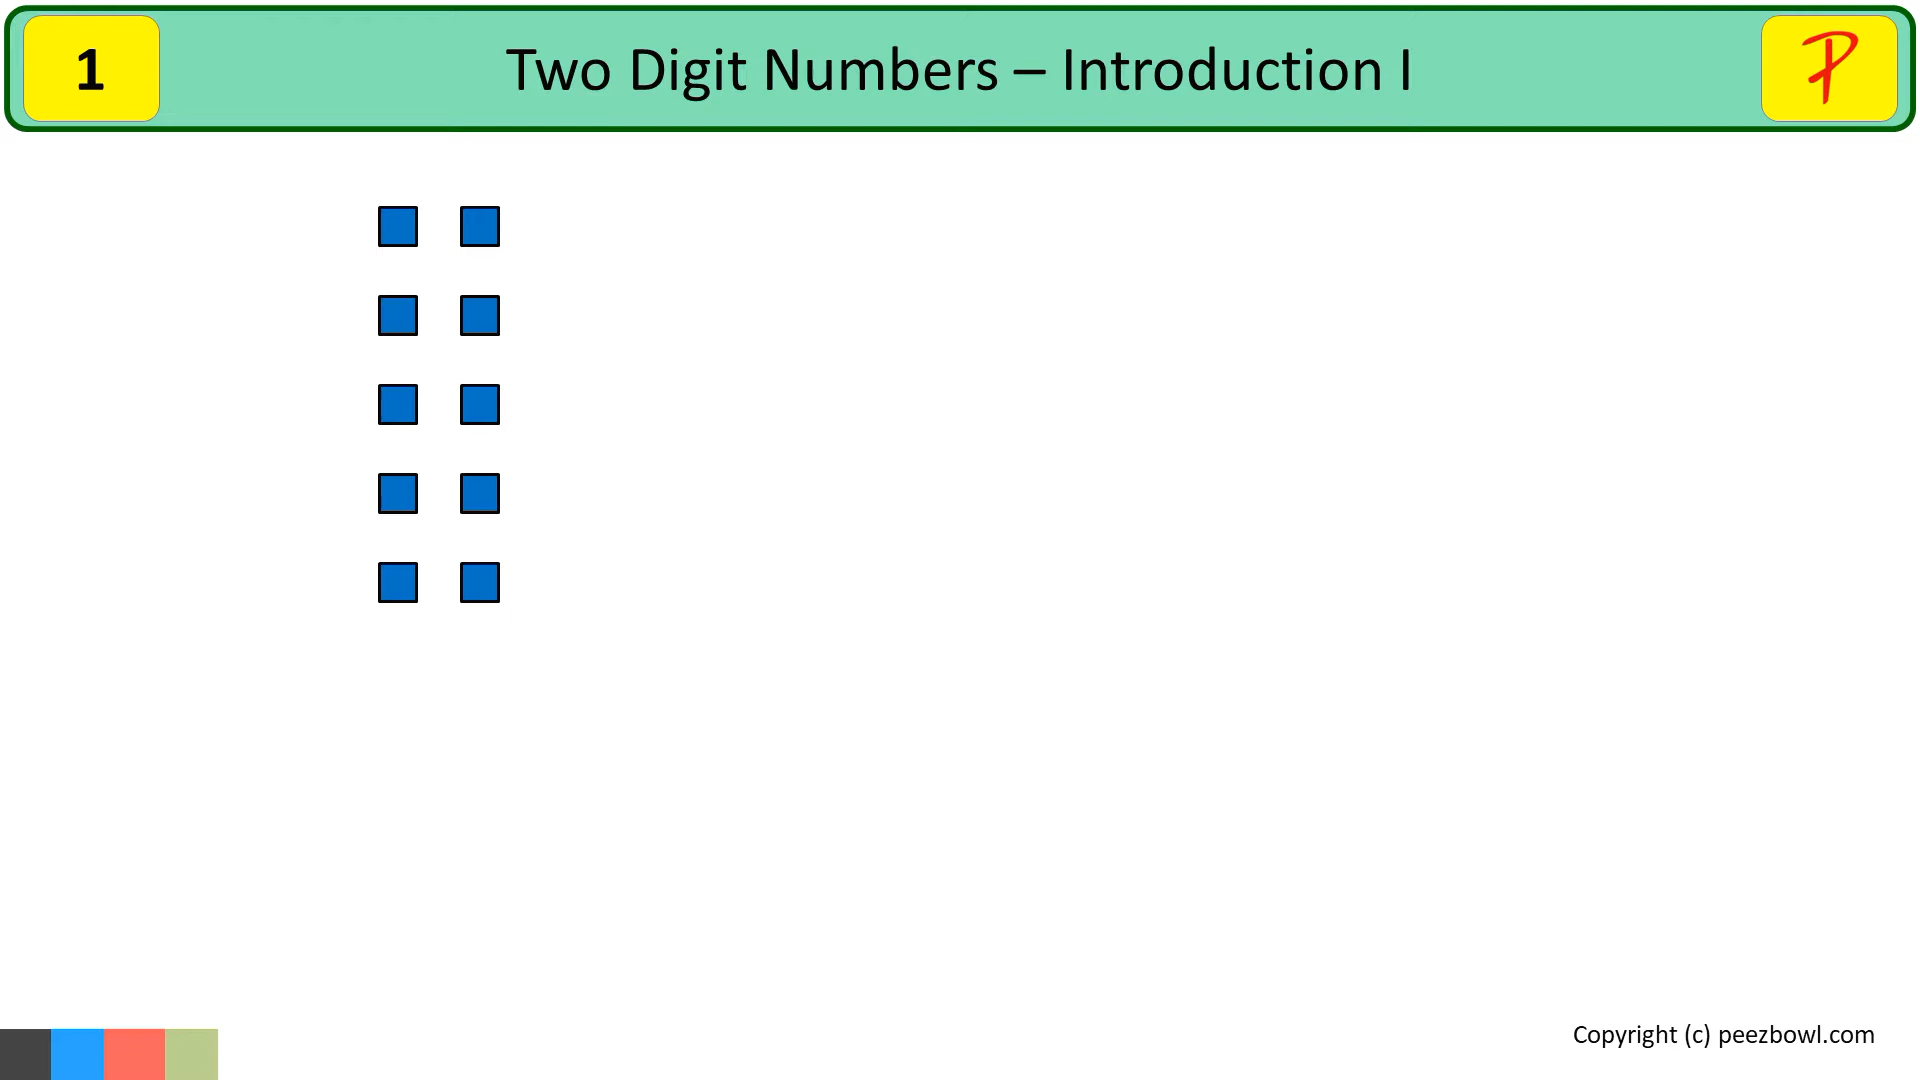 1
Two Digit Numbers – Introduction I
P
Copyright (c) peezbowl.com